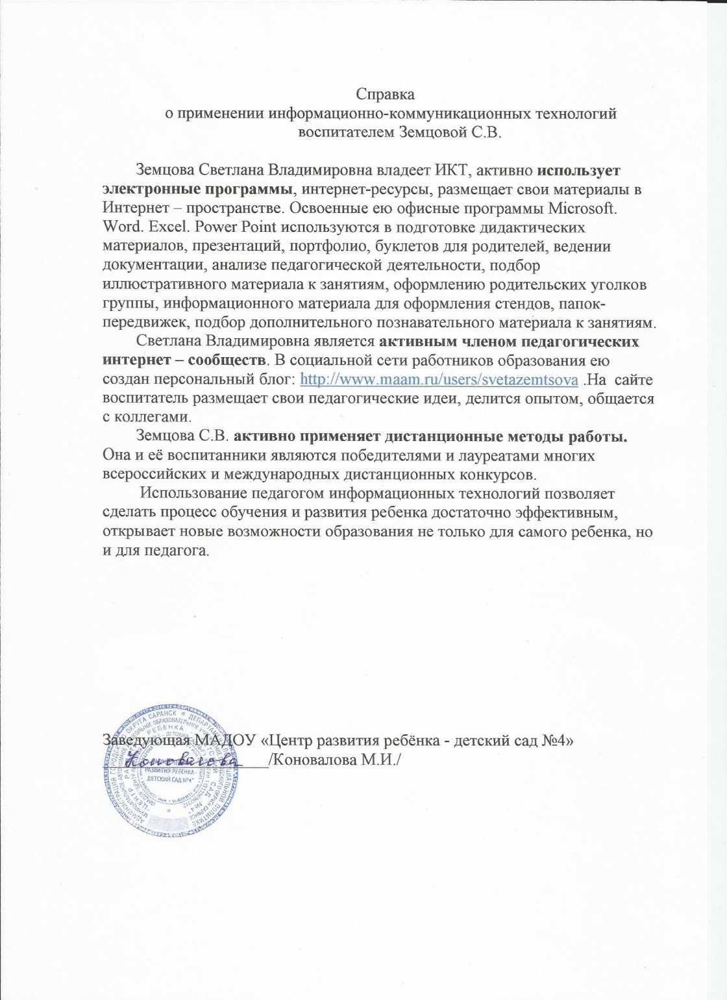 Справка
о применении информационно-коммуникационных технологий
воспитателем Земцовой С.В.
Земцова Светлана Владимировна владеет ИКТ, активно использует
электронные программы, интернет-ресурсы, размещает свои материалы в
Интернет – пространстве. Освоенные ею офисные программы Microsoft.
Word. Excel. Power Point используются в подготовке дидактических
материалов, презентаций, портфолио, буклетов для родителей, ведении
документации, анализе педагогической деятельности, подбор
иллюстративного материала к занятиям, оформлению родительских уголков
группы, информационного материала для оформления стендов, папок-
передвижек, подбор дополнительного познавательного материала к занятиям.
Светлана Владимировна является активным членом педагогических
интернет – сообществ. В социальной сети работников образования ею
создан персональный блог: http://www.maam.ru/users/svetazemtsova .На  сайте
воспитатель размещает свои педагогические идеи, делится опытом, общается
с коллегами.
Земцова С.В. активно применяет дистанционные методы работы.
Она и её воспитанники являются победителями и лауреатами многих
всероссийских и международных дистанционных конкурсов.
Использование педагогом информационных технологий позволяет
сделать процесс обучения и развития ребенка достаточно эффективным,
открывает новые возможности образования не только для самого ребенка, но
и для педагога.
Заведующая МАДОУ «Центр развития ребёнка - детский сад №4»
Коновалова /Коновалова М.И./
РАЗВИТИЯ РЕБЕНКА -
ДЕТСКИЙ САД №4"